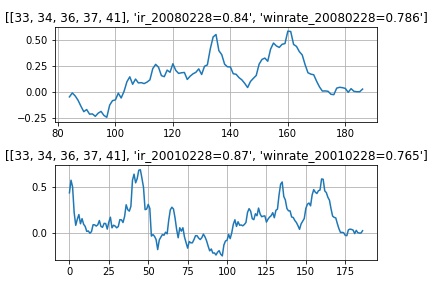 [[33, 34, 36, 37, 41], 'ir_20080228=0.84', 'winrate_20080228=0.786']
0.50
0.25
0.00
−0.25
80 100 120 140 160 180
[[33, 34, 36, 37, 41], 'ir_20010228=0.87', 'winrate_20010228=0.765']
0.5
0.0
0 25 50 75 100 125 150 175